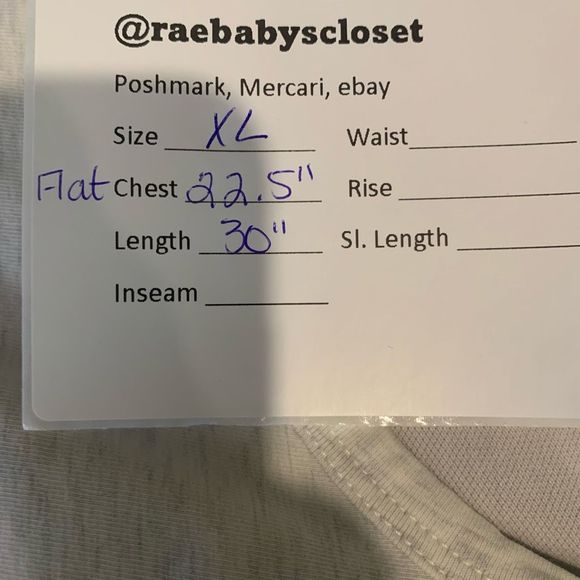 @raebabyscloset
Poshmark, Mercari, ebay
Size XL Waist
Flat Chest 22.5" Rise
Length 30" Sl. Length
Inseam